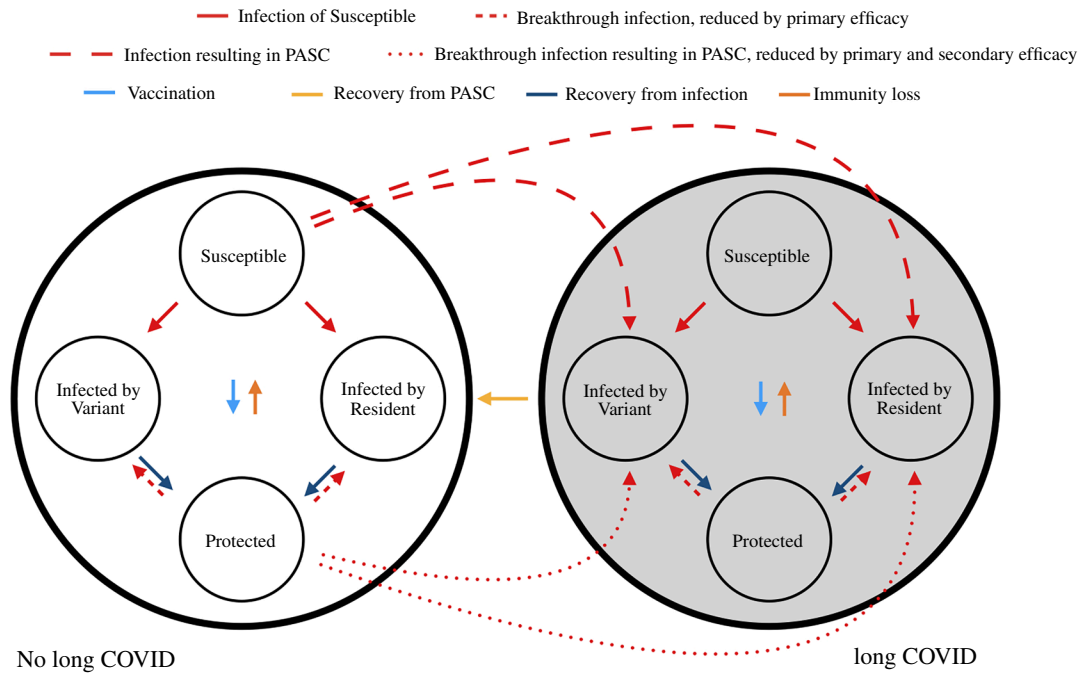 Infection of Susceptible
Breakthrough infection, reduced by primary efficacy
Infection resulting in PASC
Breakthrough infection resulting in PASC, reduced by primary and secondary efficacy
Vaccination
Recovery from PASC
Recovery from infection
Immunity loss
Susceptible
Infected by
Variant
Infected by
Resident
Protected
Susceptible
Infected by
Variant
Infected by
Resident
Protected
No long COVID
long COVID